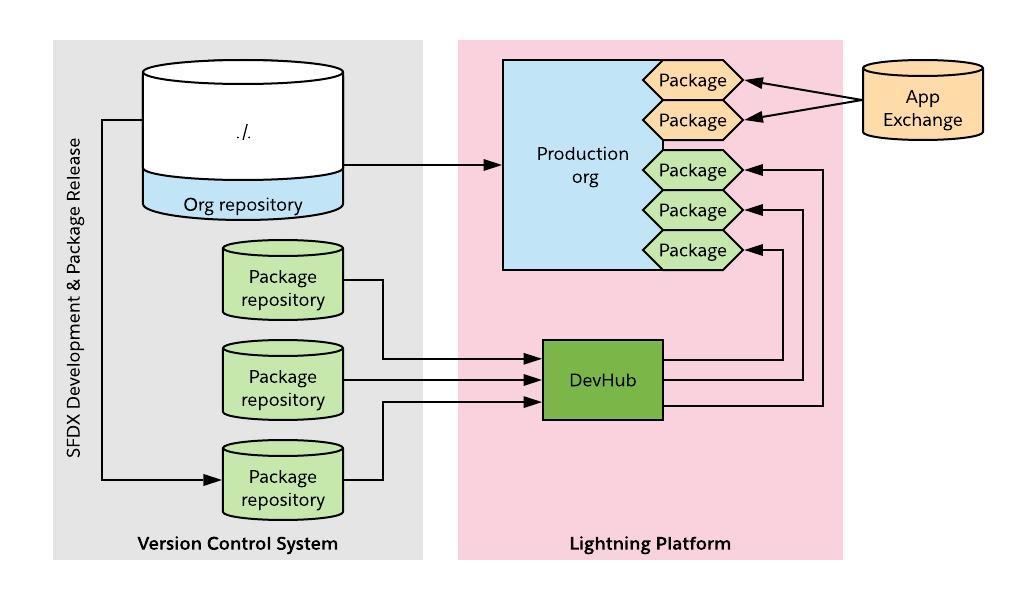 SFDX Development & Package Release
./.
Org repository
Package
repository
Package
repository
Package
repository
Version Control System
Production
org
Package
Package
Package
Package
Package
DevHub
Lightning Platform
App
Exchange